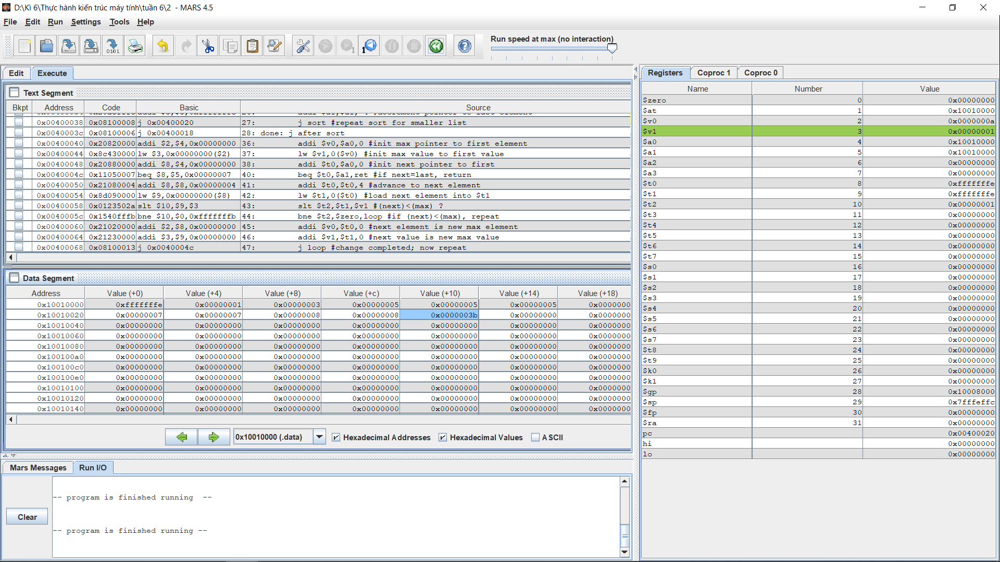 D:\Kì 6\Thực hành kiến trúc máy tính\tuần 6\2 - MARS 4.5
File Edit Run Settings Tools Help
Run speed at max (no interaction)
Edit Execute
Text Segment
Bkpt Address Code Basic Source
0x00400038 0x08100008 j 0x00400020 27: j sort #repeat sort for smaller list
0x0040003c 0x08100006 j 0x00400018 28: done: j after sort
0x00400040 0x20820000 addi $2,$4,0x00000000 36: addi $v0,$a0,0 #init max pointer to first element
0x00400044 0x8c430000 lw $3,0x00000000($2) 37: lw $v1,0($v0) #init max value to first value
0x00400048 0x20880000 addi $8,$4,0x00000000 38: addi $t0,$a0,0 #init next pointer to first
0x0040004c 0x11050007 beq $8,$5,0x00000007 40: beq $t0,$a1,ret #if next=last, return
0x00400050 0x21080004 addi $8,$8,0x00000004 41: addi $t0,$t0,4 #advance to next element
0x00400054 0x8d090000 lw $9,0x00000000($8) 42: lw $t1,0($t0) #load next element into $t1
0x00400058 0x0123502a slt $10,$9,$3 43: slt $t2,$t1,$v1 #(next)<(max) ?
0x0040005c 0x1540fffb bne $10,$0,0xfffffffb 44: bne $t2,$zero,loop #if (next)<(max), repeat
0x00400060 0x21020000 addi $2,$8,0x00000000 45: addi $v0,$t0,0 #next element is new max element
0x00400064 0x21230000 addi $3,$9,0x00000000 46: addi $v1,$t1,0 #next value is new max value
0x00400068 0x08100013 j 0x0040004c 47: j loop #change completed; now repeat
Data Segment
Address Value (+0) Value (+4) Value (+8) Value (+c) Value (+10) Value (+14) Value (+18)
0x10010000 0xfffffffe 0x00000001 0x00000003 0x00000005 0x00000005 0x00000005 0x0000000
0x10010020 0x00000007 0x00000007 0x00000008 0x00000008 0x0000003b 0x00000000 0x0000000
0x10010040 0x00000000 0x00000000 0x00000000 0x00000000 0x00000000 0x00000000 0x0000000
0x10010060 0x00000000 0x00000000 0x00000000 0x00000000 0x00000000 0x00000000 0x0000000
0x10010080 0x00000000 0x00000000 0x00000000 0x00000000 0x00000000 0x00000000 0x0000000
0x100100a0 0x00000000 0x00000000 0x00000000 0x00000000 0x00000000 0x00000000 0x0000000
0x100100c0 0x00000000 0x00000000 0x00000000 0x00000000 0x00000000 0x00000000 0x0000000
0x100100e0 0x00000000 0x00000000 0x00000000 0x00000000 0x00000000 0x00000000 0x0000000
0x10010100 0x00000000 0x00000000 0x00000000 0x00000000 0x00000000 0x00000000 0x0000000
0x10010120 0x00000000 0x00000000 0x00000000 0x00000000 0x00000000 0x00000000 0x0000000
0x10010140 0x00000000 0x00000000 0x00000000 0x00000000 0x00000000 0x00000000 0x0000000
0x10010000 (.data) Hexadecimal Addresses Hexadecimal Values ASCII
Mars Messages Run I/O
-- program is finished running --
Clear
-- program is finished running --
Registers Coproc 1 Coproc 0
Name Number Value
$zero 0 0x00000000
$at 1 0x10010000
$v0 2 0x0000000a
$v1 3 0x00000001
$a0 4 0x10010000
$a1 5 0x10010000
$a2 6 0x00000000
$a3 7 0x00000000
$t0 8 0xfffffffe
$t1 9 0xfffffffe
$t2 10 0x00000001
$t3 11 0x00000000
$t4 12 0x00000000
$t5 13 0x00000000
$t6 14 0x00000000
$t7 15 0x00000000
$s0 16 0x00000000
$s1 17 0x00000000
$s2 18 0x00000000
$s3 19 0x00000000
$s4 20 0x00000000
$s5 21 0x00000000
$s6 22 0x00000000
$s7 23 0x00000000
$t8 24 0x00000000
$t9 25 0x00000000
$k0 26 0x00000000
$k1 27 0x00000000
$gp 28 0x10008000
$sp 29 0x7fffeffc
$fp 30 0x00000000
$ra 31 0x00000000
pc 0x00400020
hi 0x00000000
lo 0x00000000